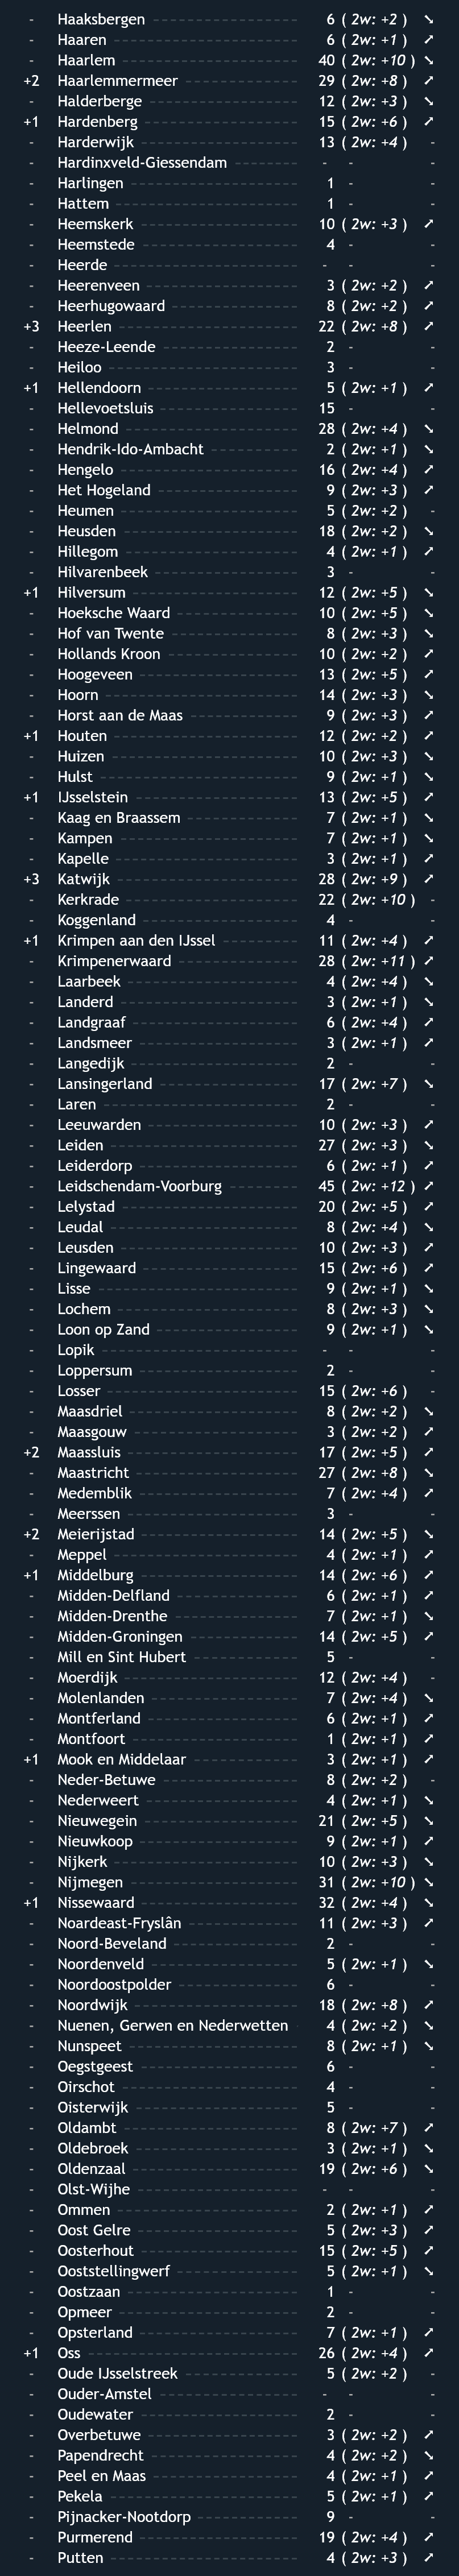 - Haaksbergen 6 ( 2w: +2 ) ↘
- Haaren 6 ( 2w: +1 ) ↗
- Haarlem 40 ( 2w: +10 ) ↘
+2 Haarlemmermeer 29 ( 2w: +8 ) ↗
- Halderberge 12 ( 2w: +3 ) ↘
+1 Hardenberg 15 ( 2w: +6 ) ↗
- Harderwijk 13 ( 2w: +4 ) -
- Hardinxveld-Giessendam - - -
- Harlingen 1 - -
- Hattem 1 - -
- Heemskerk 10 ( 2w: +3 ) ↗
- Heemstede 4 - -
- Heerde - - -
- Heerenveen 3 ( 2w: +2 ) ↗
- Heerhugowaard 8 ( 2w: +2 ) ↗
+3 Heerlen 22 ( 2w: +8 ) ↗
- Heeze-Leende 2 - -
- Heiloo 3 - -
+1 Hellendoorn 5 ( 2w: +1 ) ↗
- Hellevoetsluis 15 - -
- Helmond 28 ( 2w: +4 ) ↘
- Hendrik-Ido-Ambacht 2 ( 2w: +1 ) ↘
- Hengelo 16 ( 2w: +4 ) ↗
- Het Hogeland 9 ( 2w: +3 ) ↗
- Heumen 5 ( 2w: +2 ) -
- Heusden 18 ( 2w: +2 ) ↘
- Hillegom 4 ( 2w: +1 ) ↗
- Hilvarenbeek 3 - -
+1 Hilversum 12 ( 2w: +5 ) ↘
- Hoeksche Waard 10 ( 2w: +5 ) ↘
- Hof van Twente 8 ( 2w: +3 ) ↘
- Hollands Kroon 10 ( 2w: +2 ) ↗
- Hoogeveen 13 ( 2w: +5 ) ↗
- Hoorn 14 ( 2w: +3 ) ↘
- Horst aan de Maas 9 ( 2w: +3 ) ↗
+1 Houten 12 ( 2w: +2 ) ↗
- Huizen 10 ( 2w: +3 ) ↘
- Hulst 9 ( 2w: +1 ) ↘
+1 IJsselstein 13 ( 2w: +5 ) ↗
- Kaag en Braassem 7 ( 2w: +1 ) ↘
- Kampen 7 ( 2w: +1 ) ↘
- Kapelle 3 ( 2w: +1 ) ↗
+3 Katwijk 28 ( 2w: +9 ) ↗
- Kerkrade 22 ( 2w: +10 ) -
- Koggenland 4 - -
+1 Krimpen aan den IJssel 11 ( 2w: +4 ) ↗
- Krimpenerwaard 28 ( 2w: +11 ) ↗
- Laarbeek 4 ( 2w: +4 ) ↘
- Landerd 3 ( 2w: +1 ) ↘
- Landgraaf 6 ( 2w: +4 ) ↗
- Landsmeer 3 ( 2w: +1 ) ↗
- Langedijk 2 - -
- Lansingerland 17 ( 2w: +7 ) ↘
- Laren 2 - -
- Leeuwarden 10 ( 2w: +3 ) ↗
- Leiden 27 ( 2w: +3 ) ↘
- Leiderdorp 6 ( 2w: +1 ) ↗
- Leidschendam-Voorburg 45 ( 2w: +12 ) ↗
- Lelystad 20 ( 2w: +5 ) ↗
- Leudal 8 ( 2w: +4 ) ↘
- Leusden 10 ( 2w: +3 ) ↗
- Lingewaard 15 ( 2w: +6 ) ↗
- Lisse 9 ( 2w: +1 ) ↘
- Lochem 8 ( 2w: +3 ) ↘
- Loon op Zand 9 ( 2w: +1 ) ↘
- Lopik - - -
- Loppersum 2 - -
- Losser 15 ( 2w: +6 ) -
- Maasdriel 8 ( 2w: +2 ) ↘
- Maasgouw 3 ( 2w: +2 ) ↗
+2 Maassluis 17 ( 2w: +5 ) ↗
- Maastricht 27 ( 2w: +8 ) ↘
- Medemblik 7 ( 2w: +4 ) ↗
- Meerssen 3 - -
+2 Meierijstad 14 ( 2w: +5 ) ↘
- Meppel 4 ( 2w: +1 ) ↗
+1 Middelburg 14 ( 2w: +6 ) ↗
- Midden-Delfland 6 ( 2w: +1 ) ↗
- Midden-Drenthe 7 ( 2w: +1 ) ↘
- Midden-Groningen 14 ( 2w: +5 ) ↗
- Mill en Sint Hubert 5 - -
- Moerdijk 12 ( 2w: +4 ) -
- Molenlanden 7 ( 2w: +4 ) ↘
- Montferland 6 ( 2w: +1 ) ↗
- Montfoort 1 ( 2w: +1 ) ↗
+1 Mook en Middelaar 3 ( 2w: +1 ) ↗
- Neder-Betuwe 8 ( 2w: +2 ) -
- Nederweert 4 ( 2w: +1 ) ↘
- Nieuwegein 21 ( 2w: +5 ) ↘
- Nieuwkoop 9 ( 2w: +1 ) ↗
- Nijkerk 10 ( 2w: +3 ) ↘
- Nijmegen 31 ( 2w: +10 ) ↘
+1 Nissewaard 32 ( 2w: +4 ) ↘
- Noardeast-Fryslân 11 ( 2w: +3 ) ↗
- Noord-Beveland 2 - -
- Noordenveld 5 ( 2w: +1 ) ↘
- Noordoostpolder 6 - -
- Noordwijk 18 ( 2w: +8 ) ↗
- Nuenen, Gerwen en Nederwetten 4 ( 2w: +2 ) ↘
- Nunspeet 8 ( 2w: +1 ) ↘
- Oegstgeest 6 - -
- Oirschot 4 - -
- Oisterwijk 5 - -
- Oldambt 8 ( 2w: +7 ) ↗
- Oldebroek 3 ( 2w: +1 ) ↘
- Oldenzaal 19 ( 2w: +6 ) ↘
- Olst-Wijhe - - -
- Ommen 2 ( 2w: +1 ) ↗
- Oost Gelre 5 ( 2w: +3 ) ↗
- Oosterhout 15 ( 2w: +5 ) ↗
- Ooststellingwerf 5 ( 2w: +1 ) ↘
- Oostzaan 1 - -
- Opmeer 2 - -
- Opsterland 7 ( 2w: +1 ) ↗
+1 Oss 26 ( 2w: +4 ) ↗
- Oude IJsselstreek 5 ( 2w: +2 ) -
- Ouder-Amstel - - -
- Oudewater 2 - -
- Overbetuwe 3 ( 2w: +2 ) ↗
- Papendrecht 4 ( 2w: +2 ) ↘
- Peel en Maas 4 ( 2w: +1 ) ↗
- Pekela 5 ( 2w: +1 ) ↗
- Pijnacker-Nootdorp 9 - -
- Purmerend 19 ( 2w: +4 ) ↗
- Putten 4 ( 2w: +3 ) ↗